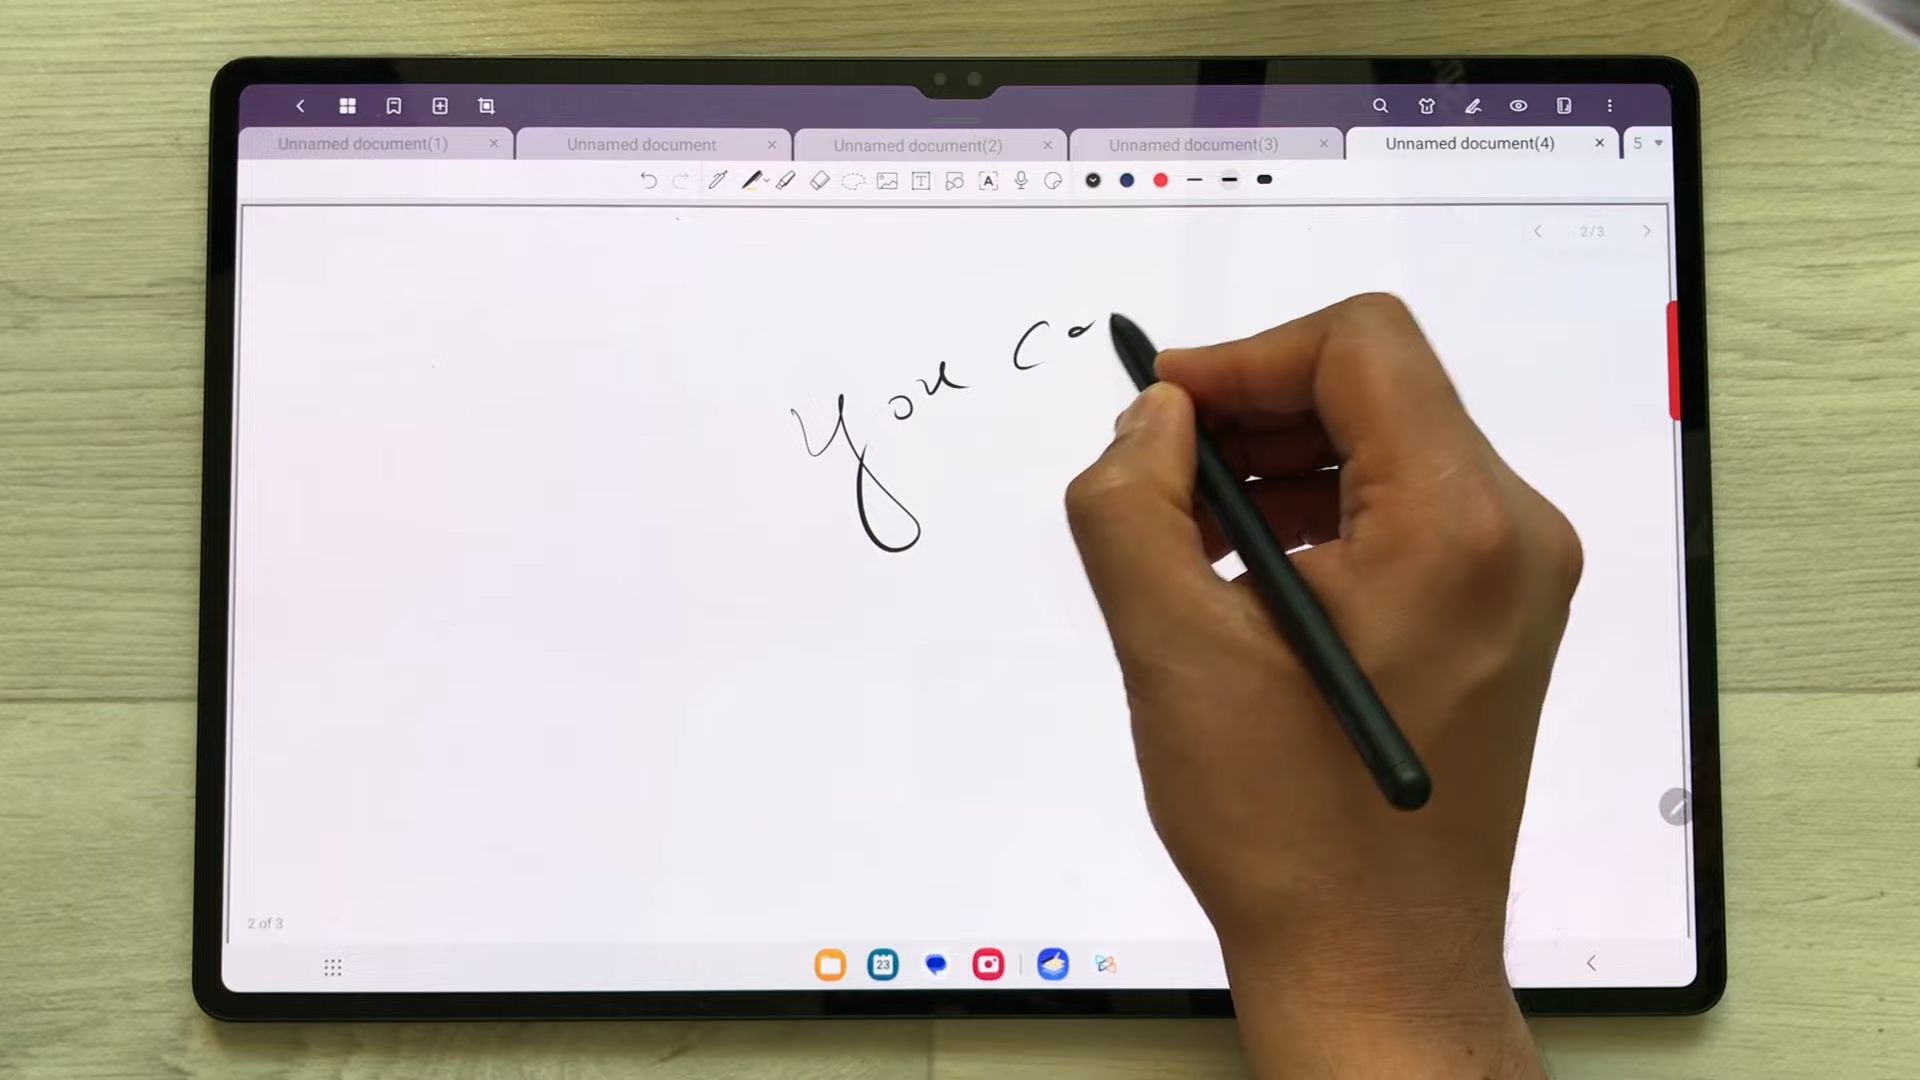 Unnamed document(1) Unnamed document Unnamed document(2) Unnamed document(3) Unnamed document(4) 5
2/3
You ca
2 of 3
23